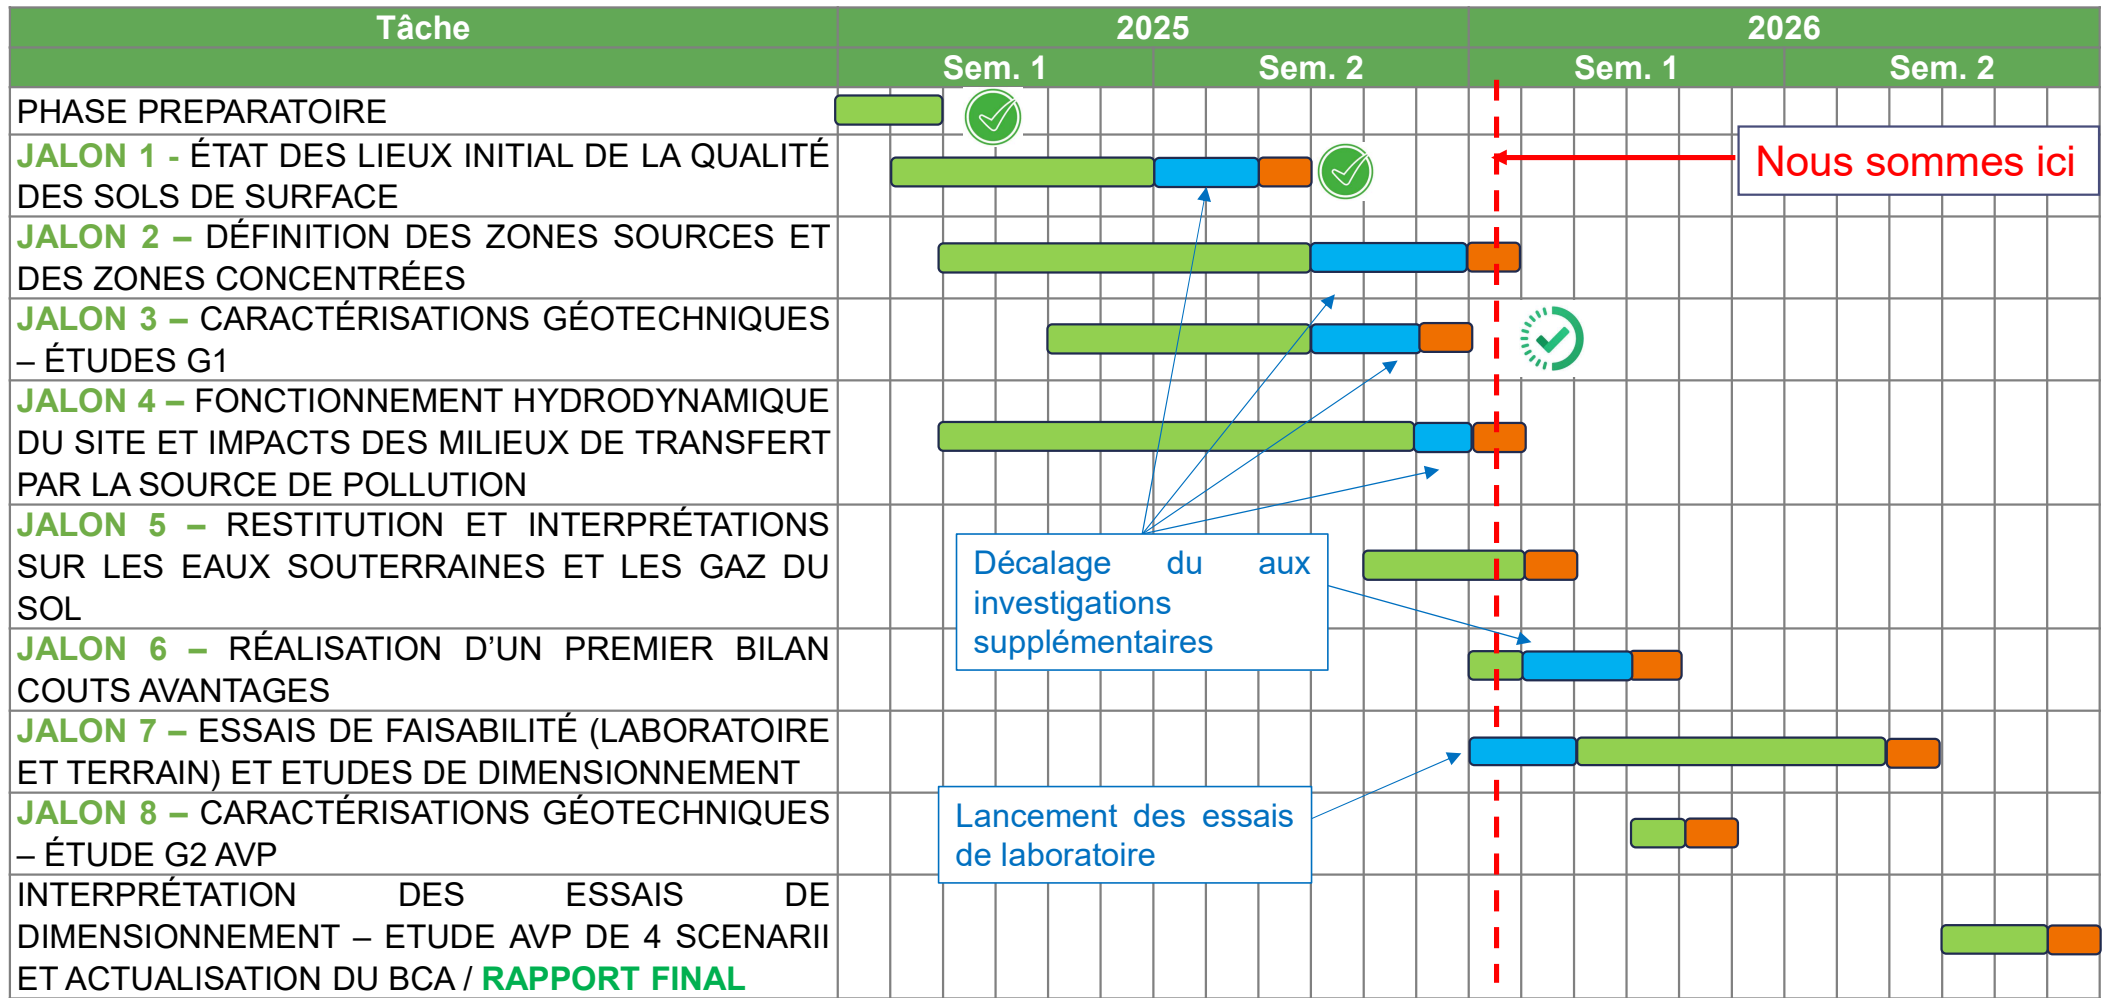 Tâche 2025 2026
Sem. 1 Sem. 2 Sem. 1 Sem. 2
PHASE PREPARATOIRE
JALON 1 - ÉTAT DES LIEUX INITIAL DE LA QUALITÉ
DES SOLS DE SURFACE
Nous sommes ici
JALON 2 – DÉFINITION DES ZONES SOURCES ET
DES ZONES CONCENTRÉES
JALON 3 – CARACTÉRISATIONS GÉOTECHNIQUES
– ÉTUDES G1
JALON 4 – FONCTIONNEMENT HYDRODYNAMIQUE
DU SITE ET IMPACTS DES MILIEUX DE TRANSFERT
PAR LA SOURCE DE POLLUTION
JALON 5 – RESTITUTION ET INTERPRÉTATIONS
SUR LES EAUX SOUTERRAINES ET LES GAZ DU
SOL
Décalage du aux
investigations
supplémentaires
JALON 6 – RÉALISATION D’UN PREMIER BILAN
COUTS AVANTAGES
JALON 7 – ESSAIS DE FAISABILITÉ (LABORATOIRE
ET TERRAIN) ET ETUDES DE DIMENSIONNEMENT
Lancement des essais
de laboratoire
JALON 8 – CARACTÉRISATIONS GÉOTECHNIQUES
– ÉTUDE G2 AVP
INTERPRÉTATION DES ESSAIS DE
DIMENSIONNEMENT – ETUDE AVP DE 4 SCENARII
ET ACTUALISATION DU BCA / RAPPORT FINAL